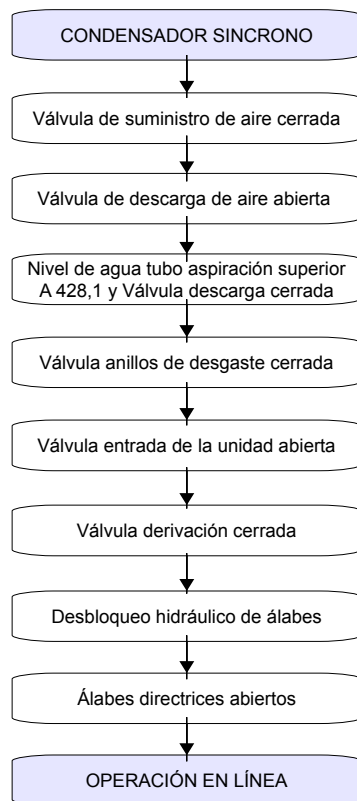 CONDENSADOR SINCRONO
Válvula de suministro de aire cerrada
Válvula de descarga de aire abierta
Nivel de agua tubo aspiración superior
A 428,1 y Válvula descarga cerrada
Válvula anillos de desgaste cerrada
Válvula entrada de la unidad abierta
Válvula derivación cerrada
Desbloqueo hidráulico de álabes
Álabes directrices abiertos
OPERACIÓN EN LÍNEA